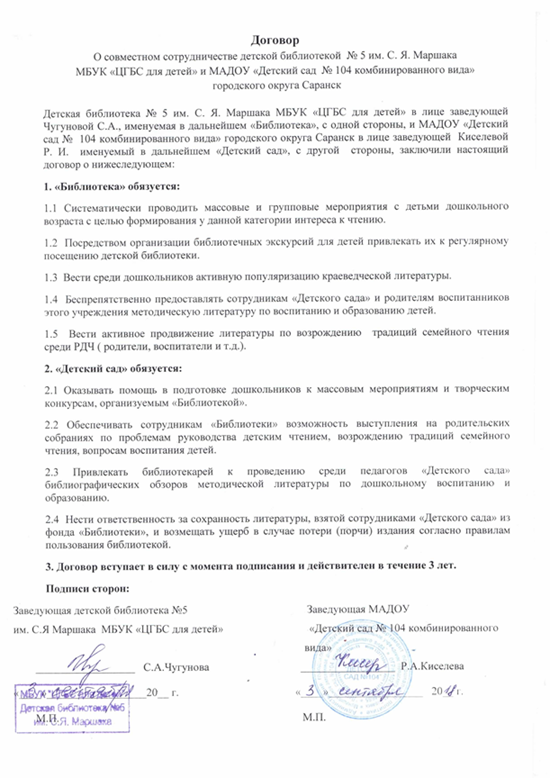 Договор
О совместном сотрудничестве детской библиотекой № 5 им. С. Я. Маршака
МБУК «ЦГБС для детей» и МАДОУ «Детский сад № 104 комбинированного вида»
городского округа Саранск
Детская библиотека № 5 им. С. Я. Маршака МБУК «ЦГБС для детей» в лице заведующей
Чугуновой С.А., именуемая в дальнейшем «Библиотека», с одной стороны, и МАДОУ «Детский
сад № 104 комбинированного вида» городского округа Саранск в лице заведующей Киселевой
Р. И. именуемый в дальнейшем «Детский сад», с другой стороны, заключили настоящий
договор о нижеследующем:
1. «Библиотека» обязуется:
1.1 Систематически проводить массовые и групповые мероприятия с детьми дошкольного
возраста с целью формирования у данной категории интереса к чтению.
1.2 Посредством организации библиотечных экскурсий для детей привлекать их к регулярному
посещению детской библиотеки.
1.3 Вести среди дошкольников активную популяризацию краеведческой литературы.
1.4 Беспрепятственно предоставлять сотрудникам «Детского сада» и родителям воспитанников
этого учреждения методическую литературу по воспитанию и образованию детей.
1.5 Вести активное продвижение литературы по возрождению традиций семейного чтения
среди РДЧ ( родители, воспитатели и т.д.).
2. «Детский сад» обязуется:
2.1 Оказывать помощь в подготовке дошкольников к массовым мероприятиям и творческим
конкурсам, организуемым «Библиотекой».
2.2 Обеспечивать сотрудникам «Библиотеки» возможность выступления на родительских
собраниях по проблемам руководства детским чтением, возрождению традиций семейного
чтения, вопросам воспитания детей.
2.3 Привлекать библиотекарей к проведению среди педагогов «Детского сада»
библиографических обзоров методической литературы по дошкольному воспитанию и
образованию.
2.4 Нести ответственность за сохранность литературы, взятой сотрудниками «Детского сада» из
фонда «Библиотеки», и возмещать ущерб в случае потери (порчи) издания согласно правилам
пользования библиотекой.
3. Договор вступает в силу с момента подписания и действителен в течение 3 лет.
Подписи сторон:
Заведующая детской библиотека №5
им. С.Я Маршака МБУК «ЦГБС для детей»
С.А.Чугунова
20__ г.
МБУК
Детская библиотека №5
им. С.Я. Маршака
М.П.
Заведующая МАДОУ
«Детский сад № 104 комбинированного
вида»
Р.А.Киселева
САД №104
« 3 » сентября 2018г.
М.П.